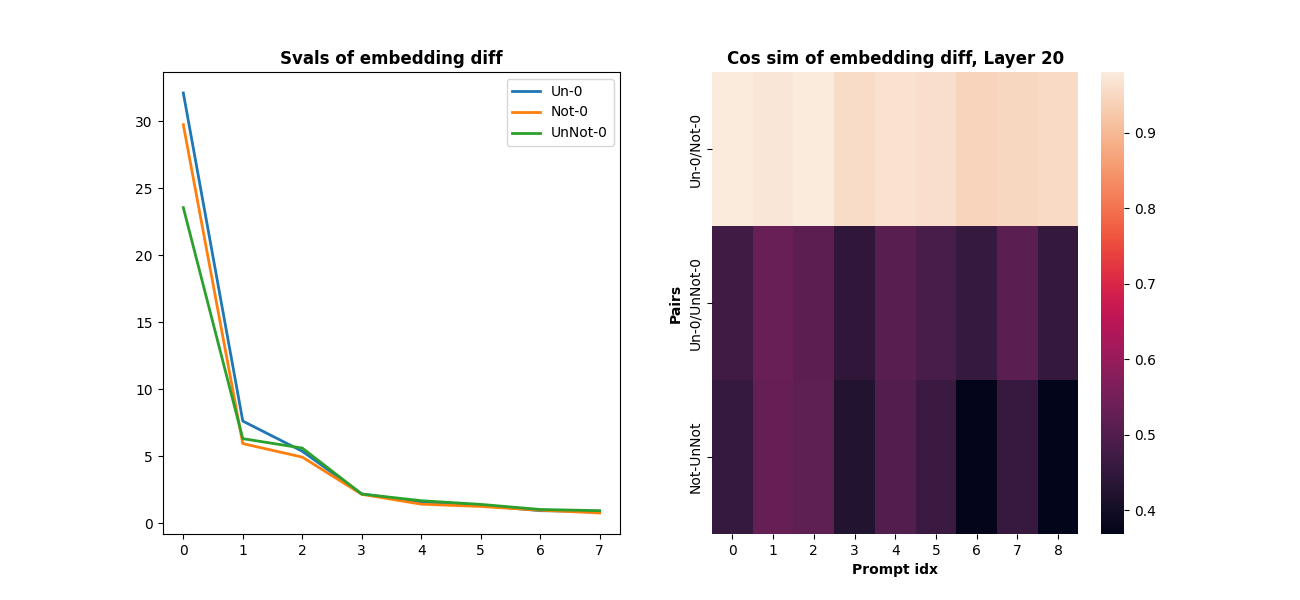 Svals of embedding diff
30
25
20
15
10
5
0
0 1 2 3 4 5 6 7
Un-0
Not-0
UnNot-0
Cos sim of embedding diff, Layer 20
Pairs
Un-0/Not-0
Un-0/UnNot-0
Not-UnNot
0 1 2 3 4 5 6 7 8
Prompt idx
0.9
0.8
0.7
0.6
0.5
0.4